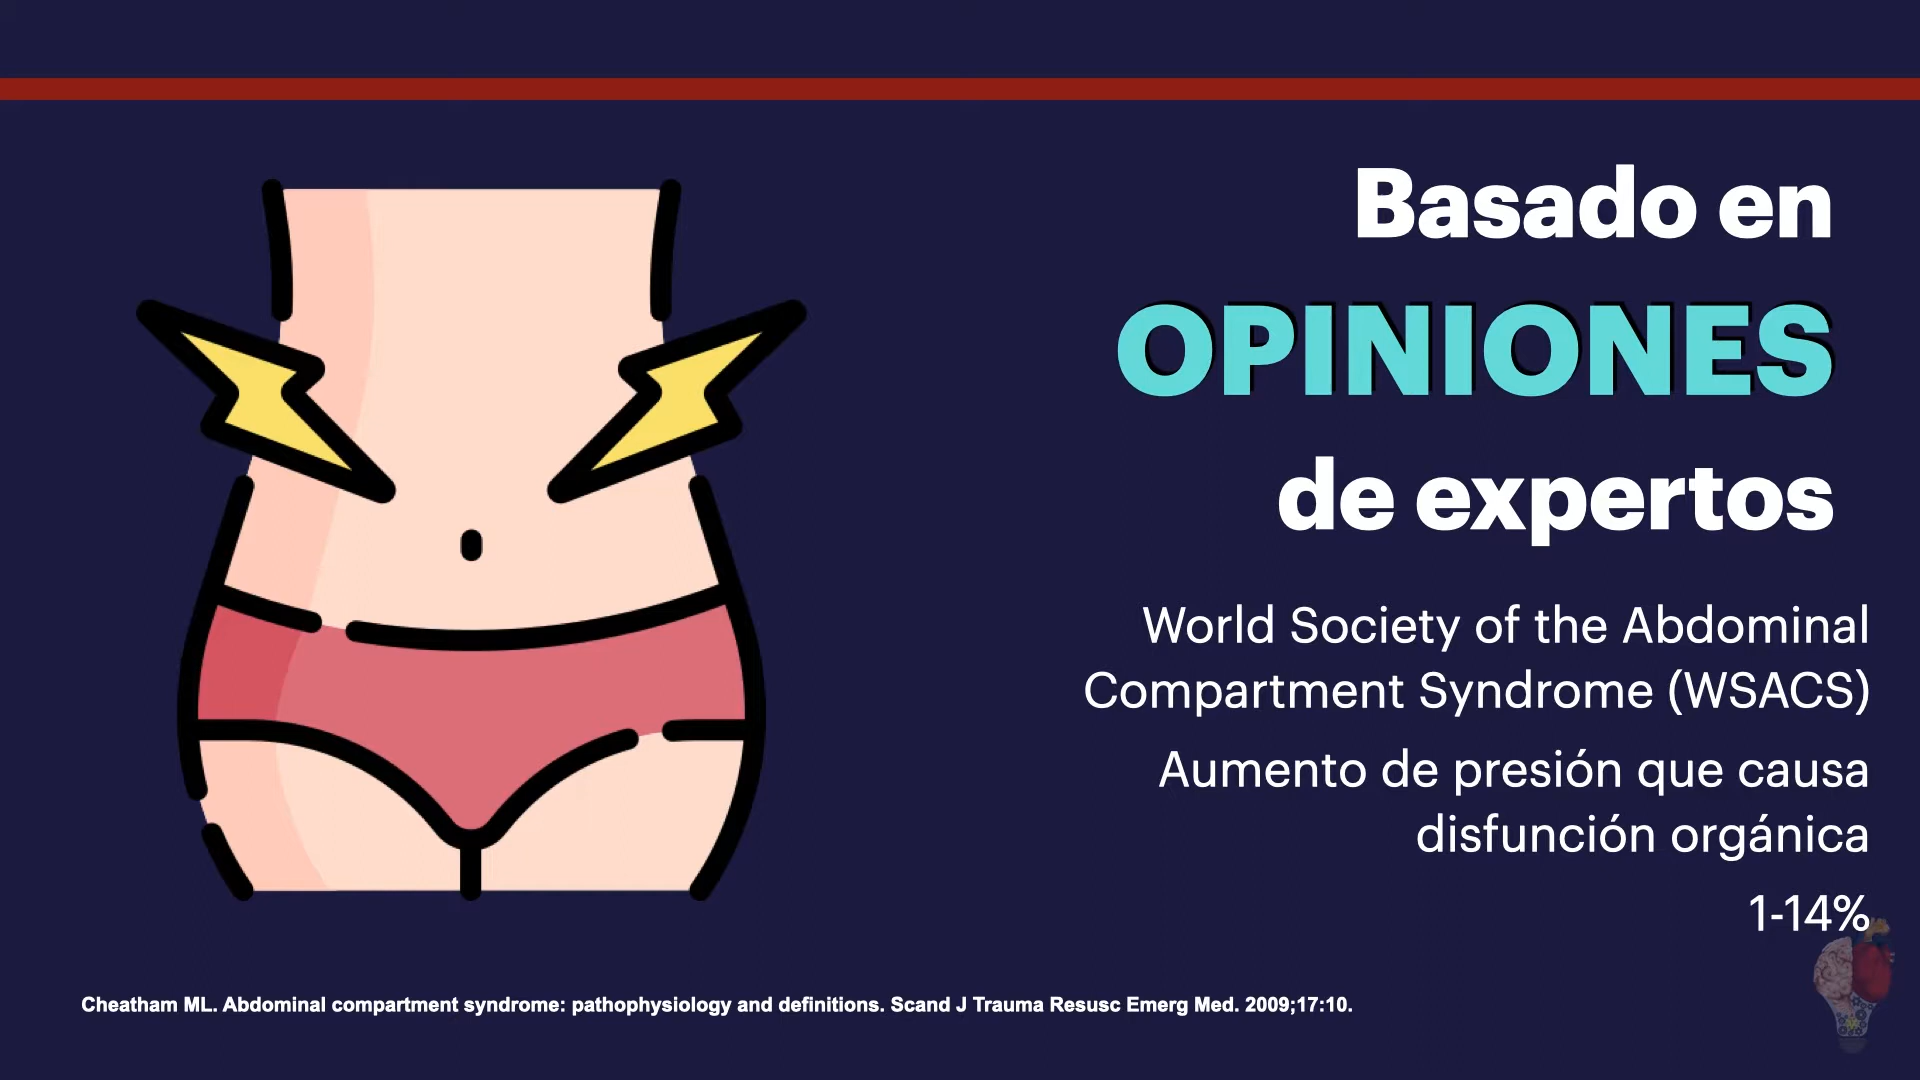 Basado en
OPINIONES
de expertos
World Society of the Abdominal
Compartment Syndrome (WSACS)
Aumento de presión que causa
disfunción orgánica
1-14%
Cheatham ML. Abdominal compartment syndrome: pathophysiology and definitions. Scand J Trauma Resusc Emerg Med. 2009;17:10.